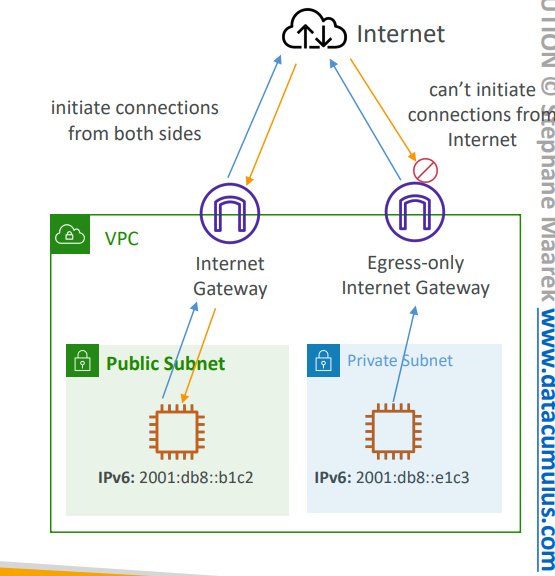 Internet
initiate connections
from both sides
can't initiate
connections from
Internet
VPC
Internet
Gateway
Egress-only
Internet Gateway
Public Subnet
Private Subnet
IPv6: 2001:db8::b1c2
IPv6: 2001:db8::e1c3
© Stephane Maarek www.datacumulus.com